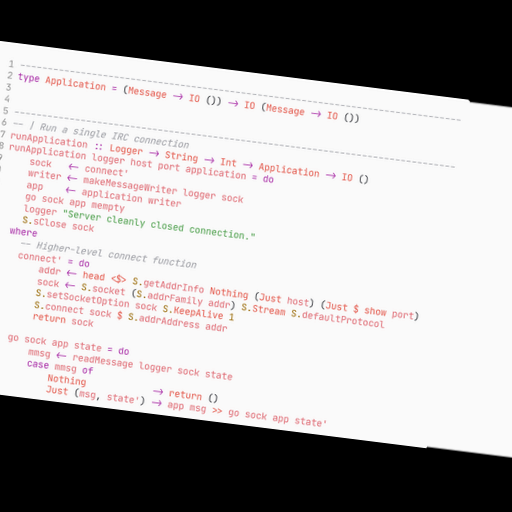 1 --------------------------------------------------------------------------------
2 type Application = (Message → IO ()) → IO (Message → IO ())
3
4
5 --------------------------------------------------------------------------------
6 -- | Run a single IRC connection
7 runApplication :: Logger → String → Int → Application → IO ()
8 runApplication logger host port application = do
9 sock ← connect'
writer ← makeMessageWriter logger sock
app ← application writer
go sock app mempty
logger "Server cleanly closed connection."
S.sClose sock
where
-- Higher-level connect function
connect' = do
addr ← head <$> S.getAddrInfo Nothing (Just host) (Just $ show port)
sock ← S.socket (S.addrFamily addr) S.Stream S.defaultProtocol
S.setSocketOption sock S.KeepAlive 1
S.connect sock $ S.addrAddress addr
return sock
go sock app state = do
mmsg ← readMessage logger sock state
case mmsg of
Nothing → return ()
Just (msg, state') → app msg >> go sock app state'